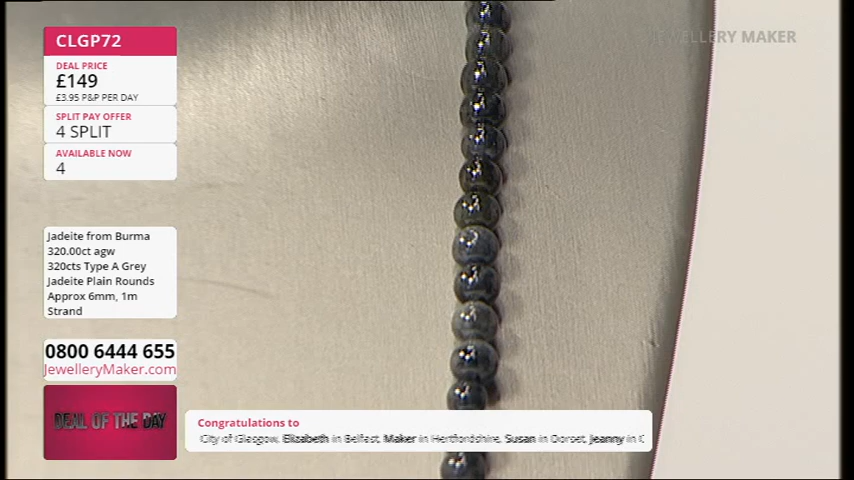 CLGP72
JEWELLERY MAKER
DEAL PRICE
£149
£3.95 P&P PER DAY
SPLIT PAY OFFER
4 SPLIT
AVAILABLE NOW
4
Jadeite from Burma
320.00ct agw
320cts Type A Grey
Jadeite Plain Rounds
Approx 6mm, 1m
Strand
0800 6444 655
JewelleryMaker.com
DEAL OF THE DAY
Congratulations to
City of Glasgow, Elizabeth in Belfast, Maker in Hertfordshire, Susan in Dorset, Jeanny in